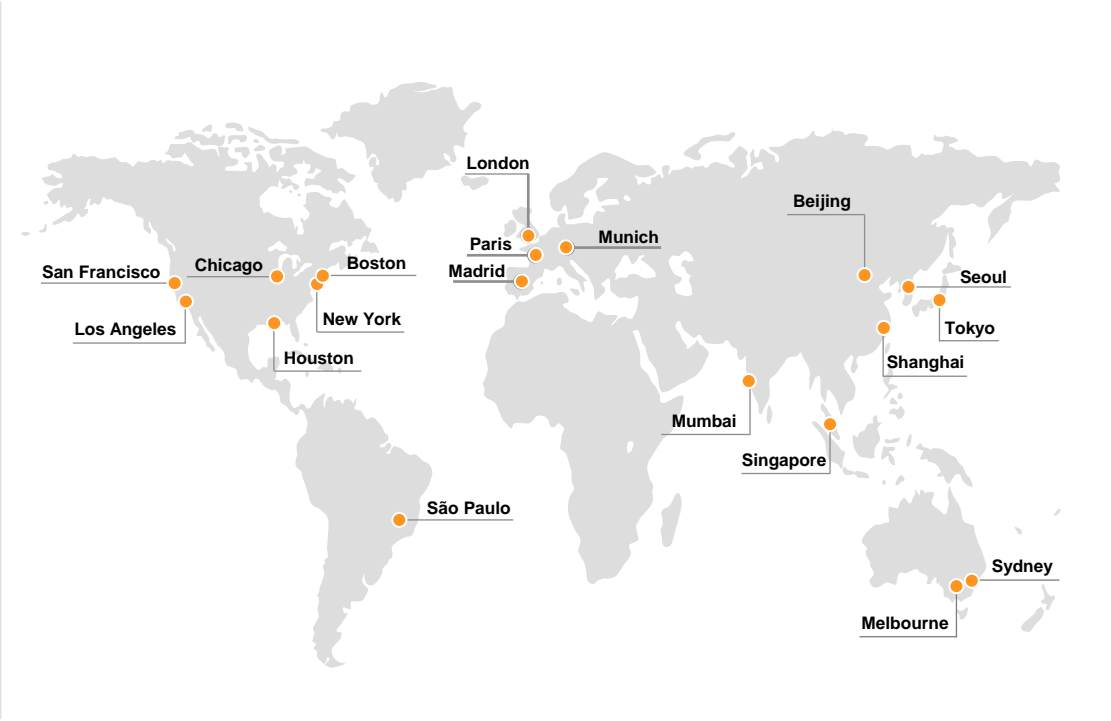 London
Beijing
Paris
Munich
Madrid
San Francisco
Chicago
Boston
Seoul
Los Angeles
New York
Tokyo
Houston
Shanghai
Mumbai
Singapore
São Paulo
Sydney
Melbourne